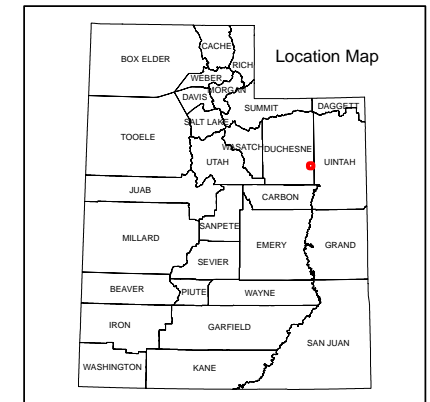 Location Map
CACHE
BOX ELDER
RICH
WEBER
MORGAN
DAVIS
SUMMIT
DAGGETT
SALT LAKE
TOOELE
WASATCH
DUCHESNE
UTAH
UINTAH
JUAB
CARBON
SANPETE
MILLARD
EMERY
GRAND
SEVIER
BEAVER
PIUTE
WAYNE
IRON
GARFIELD
SAN JUAN
WASHINGTON
KANE